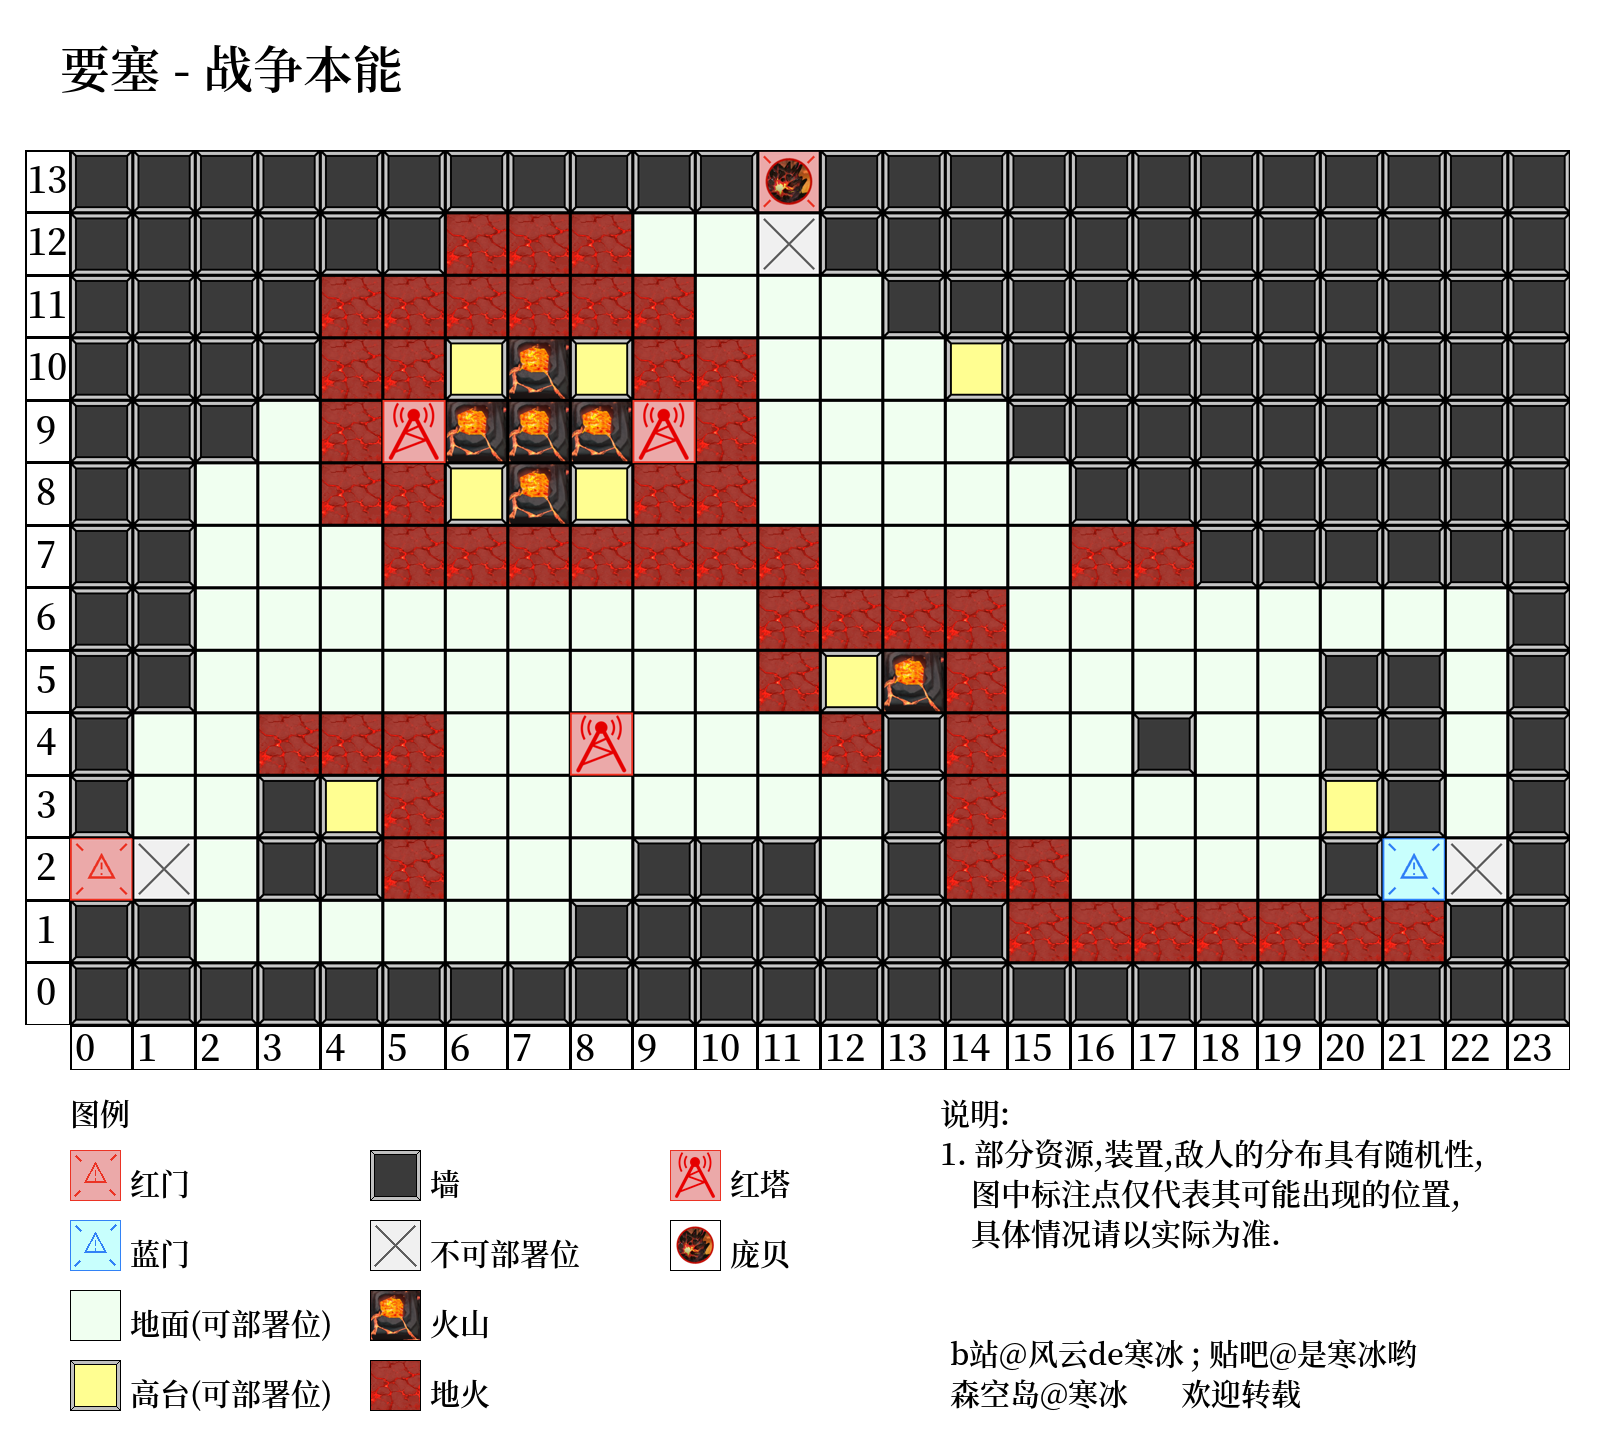 要塞 - 战争本能
13
12
11
10
9
8
7
6
5
4
3
2
1
0
0 1 2 3 4 5 6 7 8 9 10 11 12 13 14 15 16 17 18 19 20 21 22 23
图例
红门
墙
红塔
蓝门
不可部署位
庞贝
地面(可部署位)
火山
高台(可部署位)
地火
说明:
1. 部分资源,装置,敌人的分布具有随机性,
图中标注点仅代表其可能出现的位置,
具体情况请以实际为准.
b站@风云de寒冰 ; 贴吧@是寒冰哟
森空岛@寒冰 欢迎转载